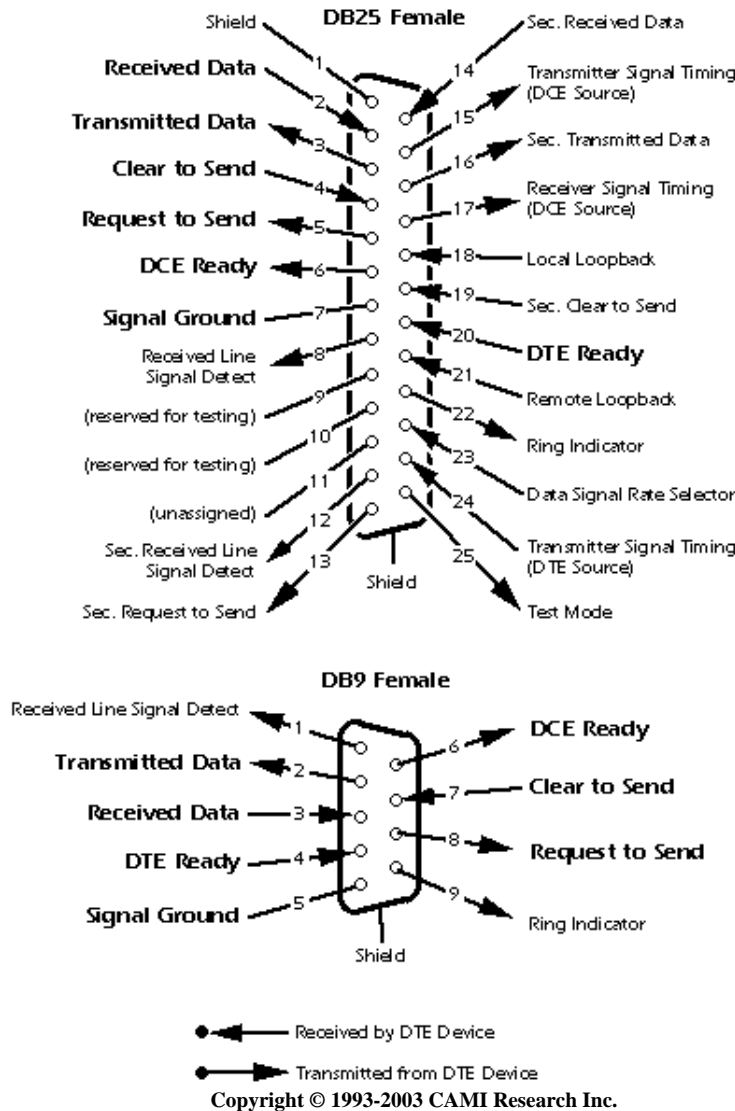 DB25 Female
Shield
1
Received Data
2
Transmitted Data
3
Clear to Send
4
Request to Send
5
DCE Ready
6
Signal Ground
7
Received Line
Signal Detect
8
(reserved for testing)
9
(reserved for testing)
10
(unassigned)
11
Sec. Received Line
Signal Detect
12
Sec. Request to Send
13
Sec. Received Data
14
Transmitter Signal Timing
(DCE Source)
15
Sec. Transmitted Data
16
Receiver Signal Timing
(DCE Source)
17
Local Loopback
18
Sec. Clear to Send
19
DTE Ready
20
Remote Loopback
21
Ring Indicator
22
Data Signal Rate Selector
23
Transmitter Signal Timing
(DTE Source)
24
Test Mode
25
Shield
DB9 Female
Received Line Signal Detect
1
Transmitted Data
2
Received Data
3
DTE Ready
4
Signal Ground
5
DCE Ready
6
Clear to Send
7
Request to Send
8
Ring Indicator
9
Shield
Received by DTE Device
Transmitted from DTE Device
Copyright © 1993-2003 CAMI Research Inc.